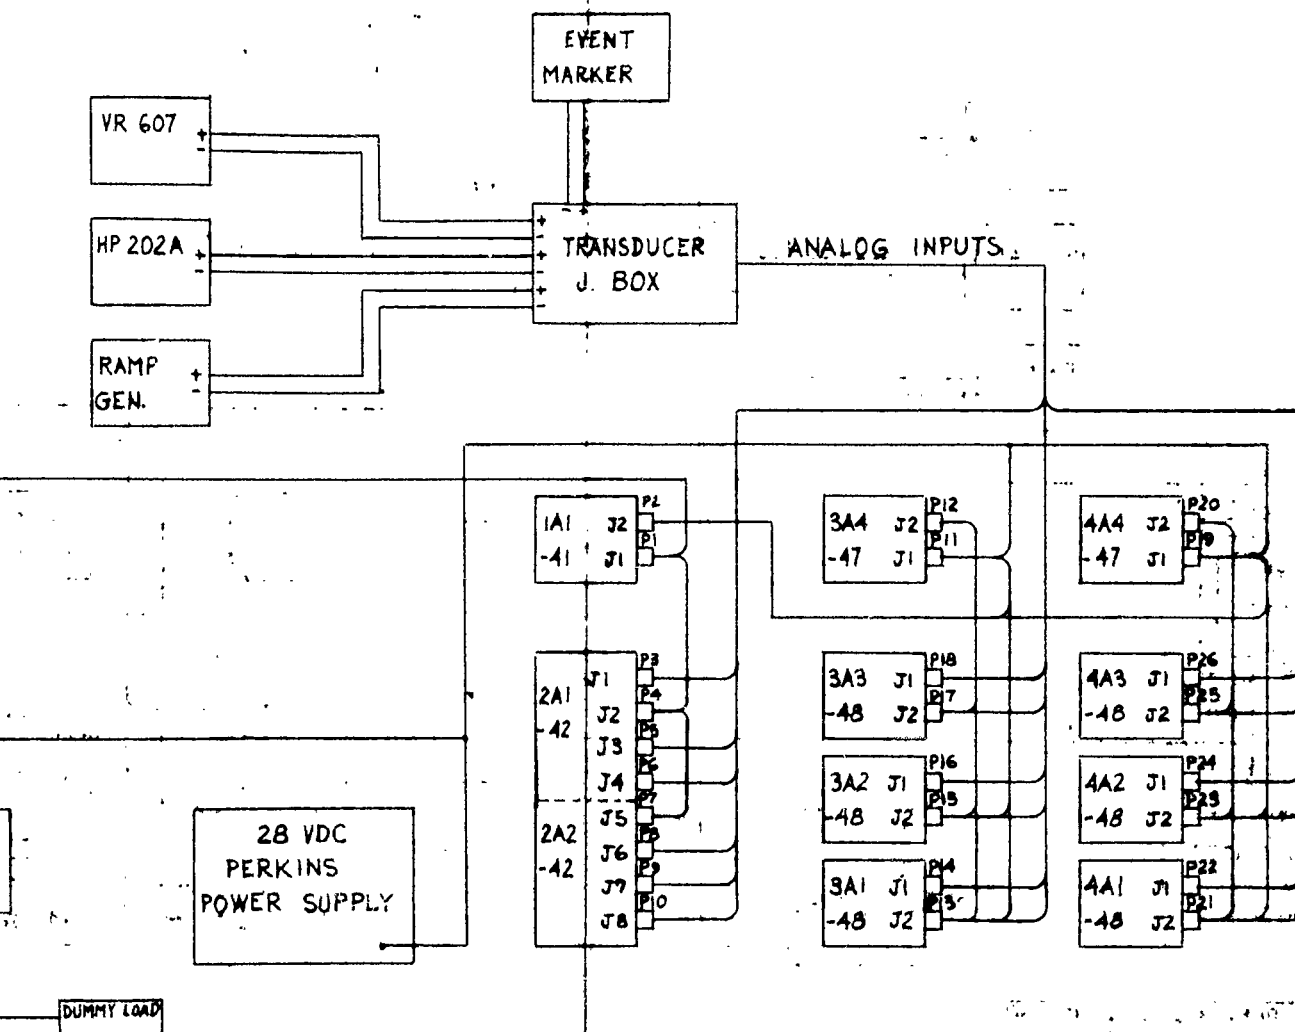 EVENT
MARKER
VR 607
+
-
HP 202A
+
-
RAMP
GEN.
+
-
- +
+
-
+
-
+
-
TRANSDUCER
J. BOX
ANALOG INPUTS
1A1 J2 P2
-41 J1 P1
3A4 J2 P12
-47 J1 P11
4A4 J2 P20
-47 J1 P19
2A1
-42
J1 P3
J2 P4
J3 P5
J4 P6
2A2
-42
J5 P7
J6 P8
J7 P9
J8 P10
3A3 J1 P18
-48 J2 P17
3A2 J1 P16
-48 J2 P15
3A1 J1 P14
-48 J2 P13
4A3 J1 P26
-48 J2 P25
4A2 J1 P24
-48 J2 P23
4A1 J1 P22
-48 J2 P21
28 VDC
PERKINS
POWER SUPPLY
DUMMY LOAD